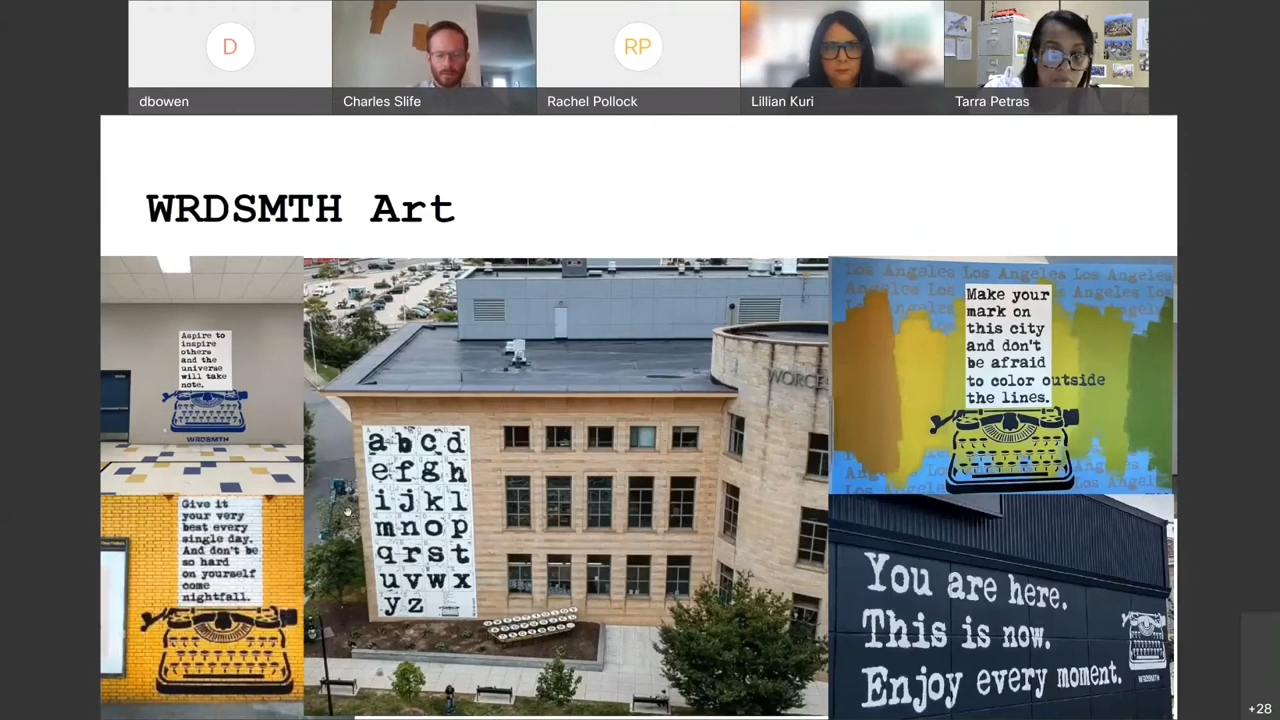 D
RP
dbowen
Charles Slife
Rachel Pollock
Lillian Kuri
Tarra Petras
WRDSMTH Art
Aspire to
inspire
others
and the
universe
will take
note.
WRDSMTH
Give it
your very
best every
single day.
And don't be
so hard
on yourself
come
nightfall.
WORCE
abcd
efgh
ijkl
mnop
qrst
uvwx
yz
Los Angeles Los Angeles Los Angeles
Make your
mark on
this city
and don't
be afraid
to color outside
the lines.
You are here.
This is now.
Enjoy every moment.
WRDSMTH
+28